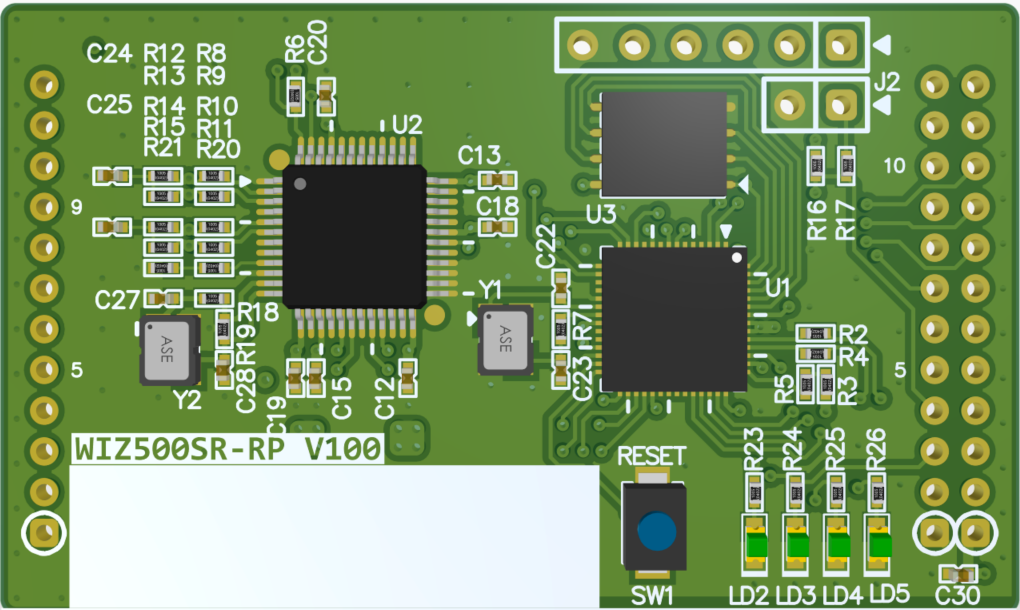 C24 R12 R8
R13 R9
C25 R14 R10
R15 R11
R21 R20
R6
C20
U2
C13
C18
J2
10
R16
R17
U3
9
C22
Y1
U1
C27
R18
R19
C28
ASE
ASE
R7
C23
R2
R4
R5
R3
5
5
Y2
C19
C15
C12
WIZ500SR-RP V100
RESET
R23
R24
R25
R26
SW1
LD2 LD3 LD4 LD5
C30